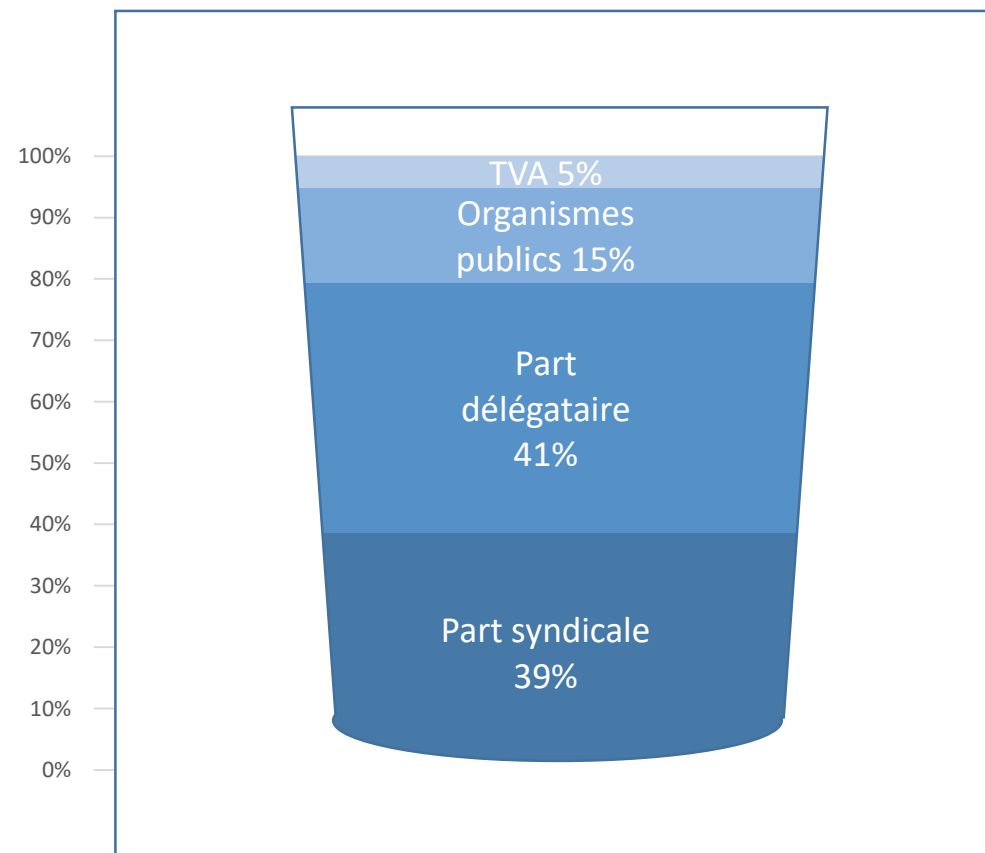 100%
90%
80%
70%
60%
50%
40%
30%
20%
10%
0%
TVA 5%
Organismes
publics 15%
Part
délégataire
41%
Part syndicale
39%